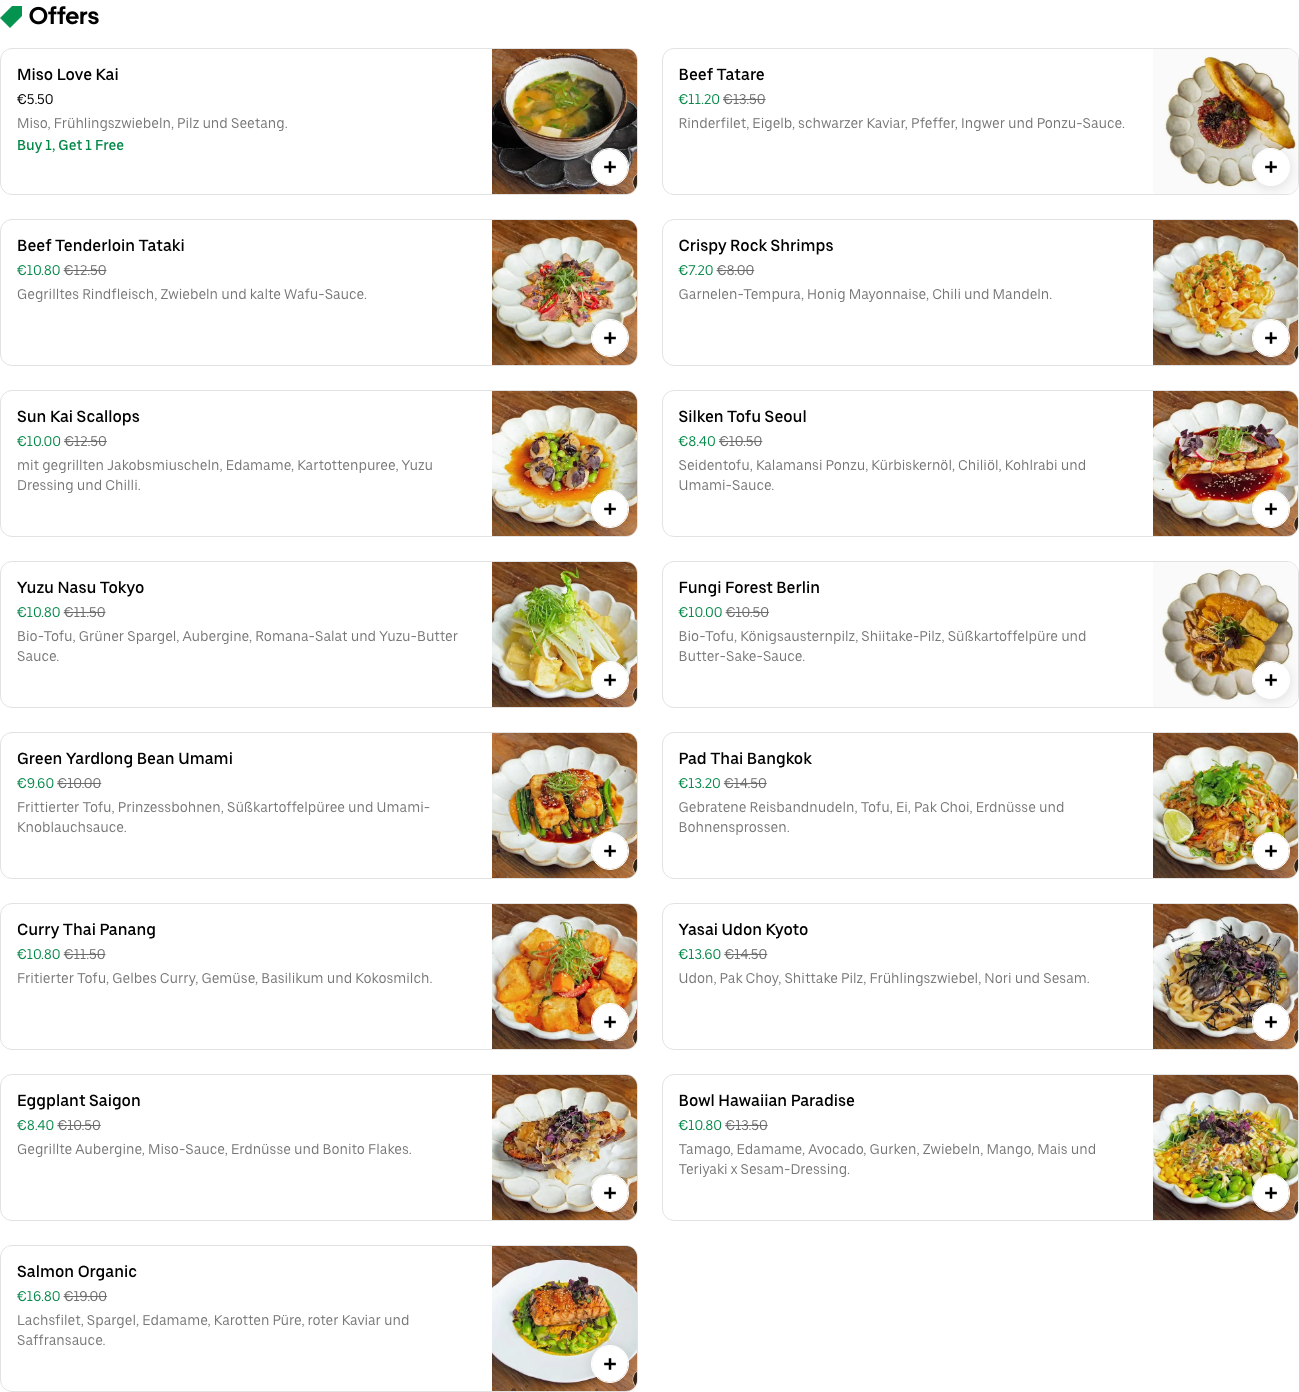 Offers
Miso Love Kai
€5.50
Miso, Frühlingszwiebeln, Pilz und Seetang.
Buy 1, Get 1 Free
Beef Tatare
€11.20 €13.50
Rinderfilet, Eigelb, schwarzer Kaviar, Pfeffer, Ingwer und Ponzu-Sauce.
Beef Tenderloin Tataki
€10.80 €12.50
Gegrilltes Rindfleisch, Zwiebeln und kalte Wafu-Sauce.
Crispy Rock Shrimps
€7.20 €8.00
Garnelen-Tempura, Honig Mayonnaise, Chili und Mandeln.
Sun Kai Scallops
€10.00 €12.50
mit gegrillten Jakobsmiuscheln, Edamame, Kartottenpuree, Yuzu
Dressing und Chilli.
Silken Tofu Seoul
€8.40 €10.50
Seidentofu, Kalamansi Ponzu, Kürbiskernöl, Chiliöl, Kohlrabi und
Umami-Sauce.
Yuzu Nasu Tokyo
€10.80 €11.50
Bio-Tofu, Grüner Spargel, Aubergine, Romana-Salat und Yuzu-Butter
Sauce.
Fungi Forest Berlin
€10.00 €10.50
Bio-Tofu, Königsausternpilz, Shiitake-Pilz, Süßkartoffelpüre und
Butter-Sake-Sauce.
Green Yardlong Bean Umami
€9.60 €10.00
Frittierter Tofu, Prinzessbohnen, Süßkartoffelpüree und Umami-
Knoblauchsauce.
Pad Thai Bangkok
€13.20 €14.50
Gebratene Reisbandnudeln, Tofu, Ei, Pak Choi, Erdnüsse und
Bohnensprossen.
Curry Thai Panang
€10.80 €11.50
Fritierter Tofu, Gelbes Curry, Gemüse, Basilikum und Kokosmilch.
Yasai Udon Kyoto
€13.60 €14.50
Udon, Pak Choy, Shittake Pilz, Frühlingszwiebel, Nori und Sesam.
Eggplant Saigon
€8.40 €10.50
Gegrillte Aubergine, Miso-Sauce, Erdnüsse und Bonito Flakes.
Bowl Hawaiian Paradise
€10.80 €13.50
Tamago, Edamame, Avocado, Gurken, Zwiebeln, Mango, Mais und
Teriyaki x Sesam-Dressing.
Salmon Organic
€16.80 €19.00
Lachsfilet, Spargel, Edamame, Karotten Püre, roter Kaviar und
Saffransauce.